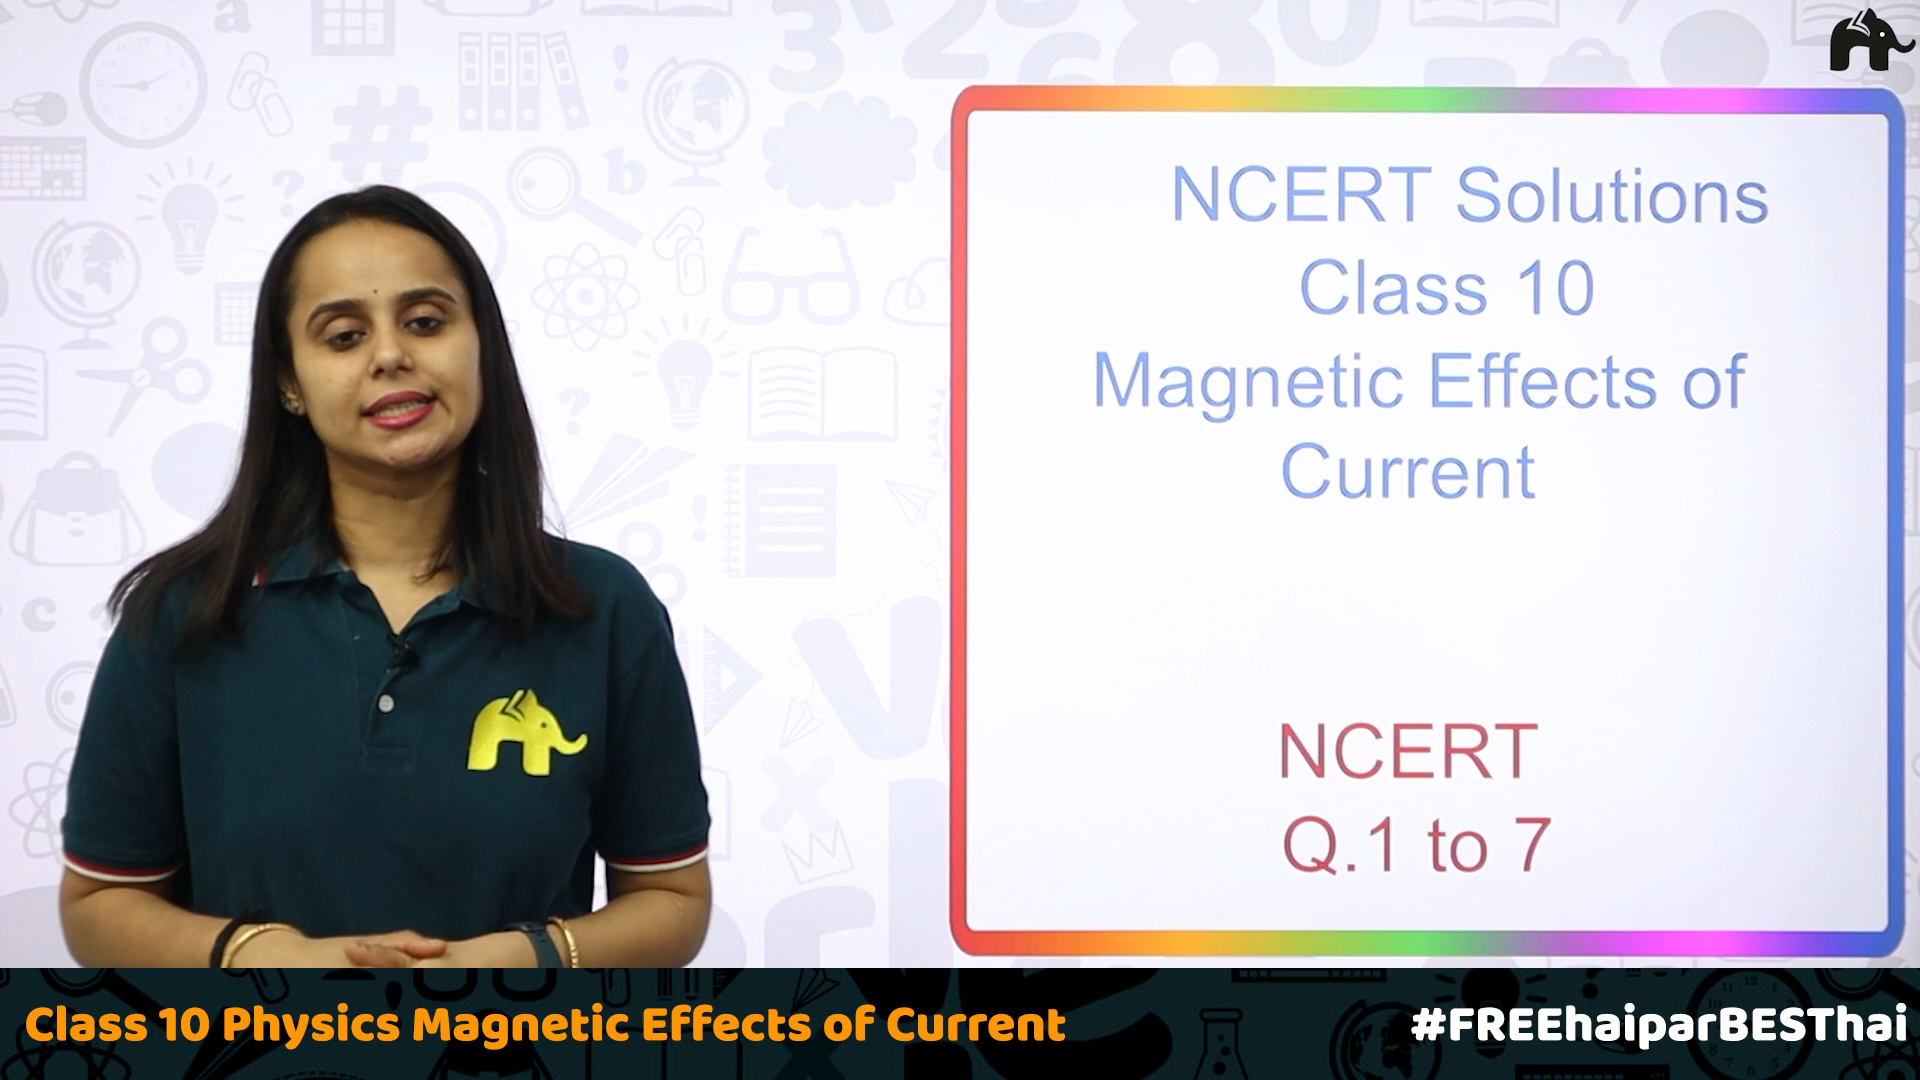 NCERT Solutions
Class 10
Magnetic Effects of
Current
NCERT
Q.1 to 7
Class 10 Physics Magnetic Effects of Current
#FREEhaiparBESThai